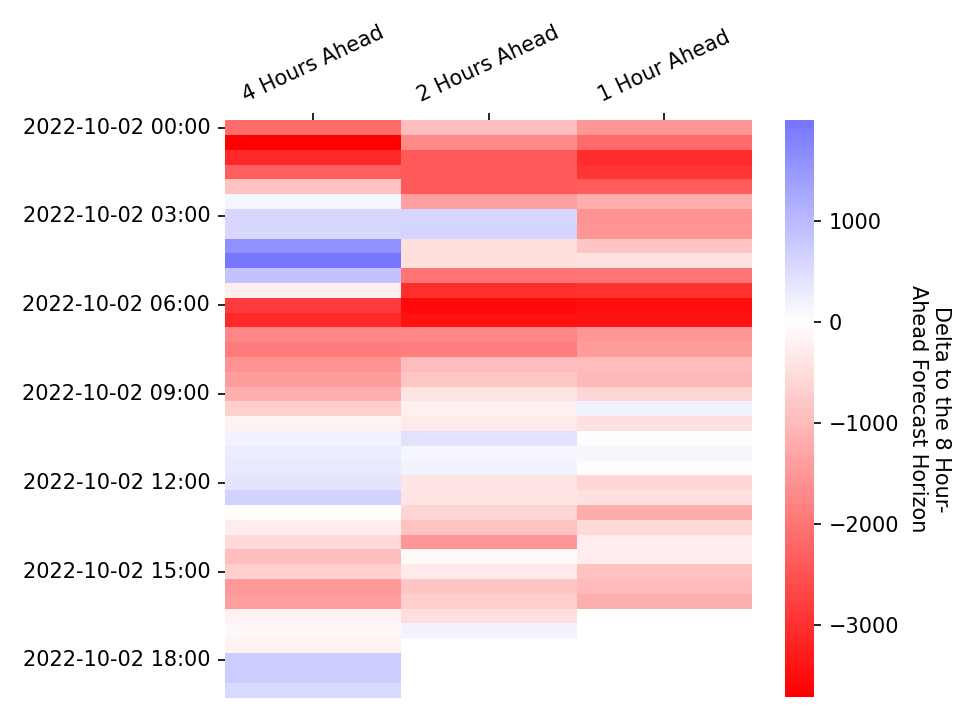 4 Hours Ahead
2 Hours Ahead
1 Hour Ahead
2022-10-02 00:00
2022-10-02 03:00
2022-10-02 06:00
2022-10-02 09:00
2022-10-02 12:00
2022-10-02 15:00
2022-10-02 18:00
1000
0
−1000
−2000
−3000
Delta to the 8 Hour-
Ahead Forecast Horizon